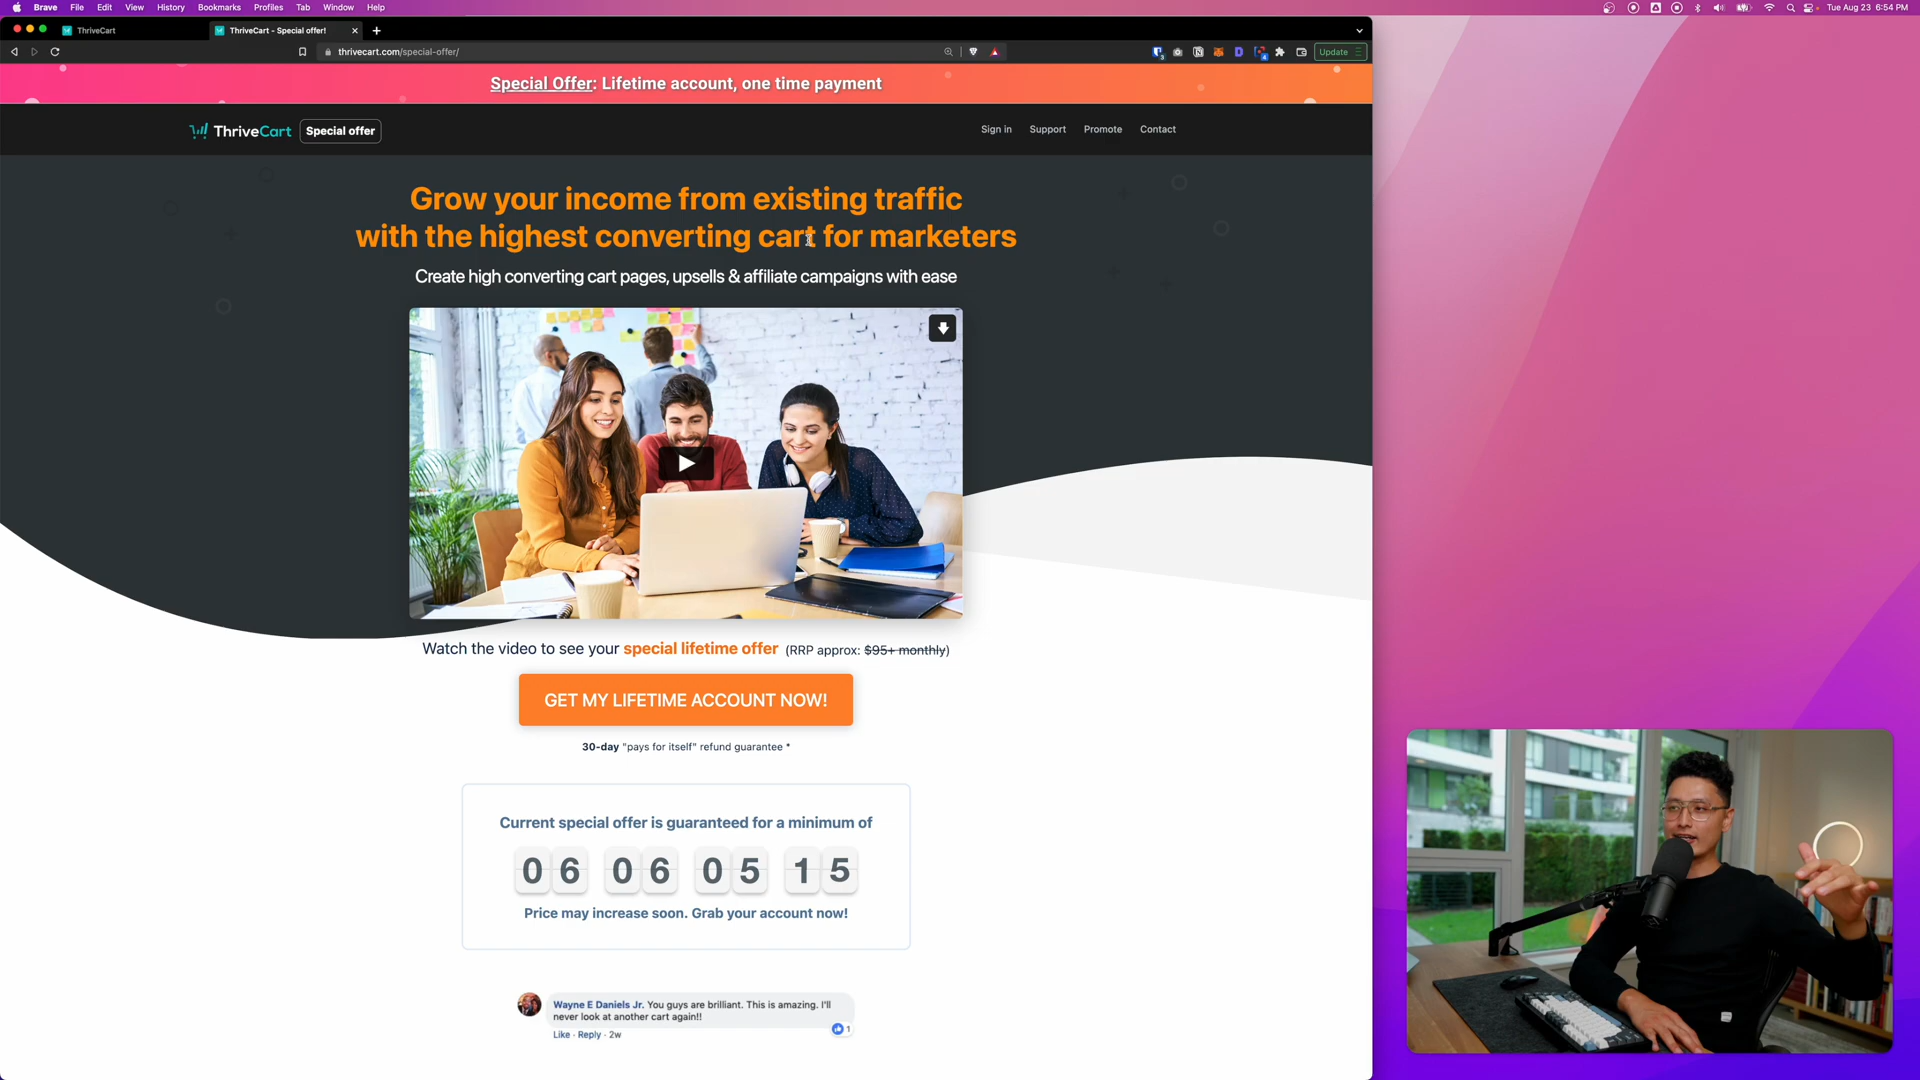 Brave File Edit View History Bookmarks Profiles Tab Window Help
Tue Aug 23 6:54 PM
ThriveCart
ThriveCart - Special offer!
thrivecart.com/special-offer/
Update
Special Offer: Lifetime account, one time payment
ThriveCart
Special offer
Sign in
Support
Promote
Contact
Grow your income from existing traffic
with the highest converting cart for marketers
Create high converting cart pages, upsells & affiliate campaigns with ease
Watch the video to see your special lifetime offer (RRP approx: $95+ monthly)
GET MY LIFETIME ACCOUNT NOW!
30-day "pays for itself" refund guarantee *
Current special offer is guaranteed for a minimum of
06 06 05 15
Price may increase soon. Grab your account now!
Wayne E Daniels Jr. You guys are brilliant. This is amazing. I'll
never look at another cart again!!
1
Like · Reply · 2w